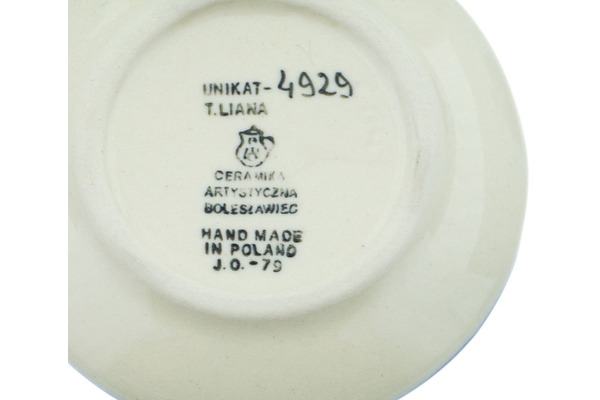 UNIKAT-4929
T.LIANA
CERAMIKA
ARTYSTYCZNA
BOLESŁAWIEC
HAND MADE
IN POLAND
J.O.-79